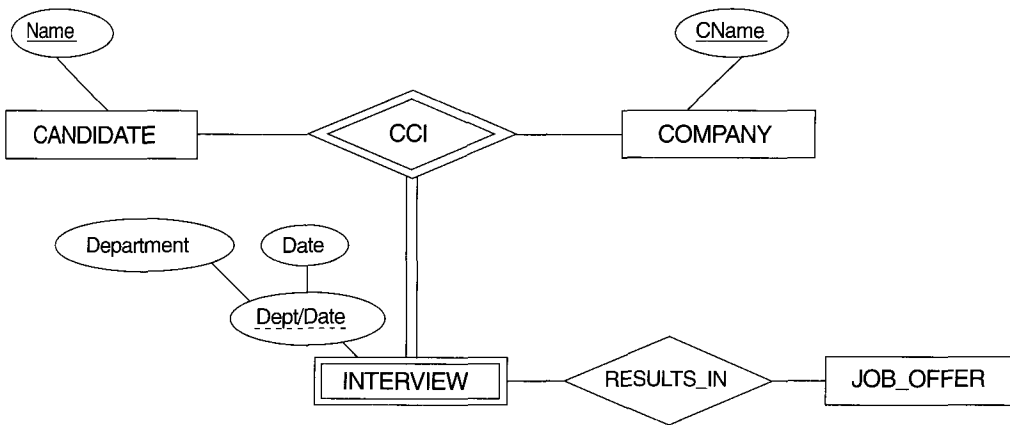 Name
CName
CANDIDATE
CCI
COMPANY
Department
Date
Dept/Date
INTERVIEW
RESULTS_IN
JOB_OFFER